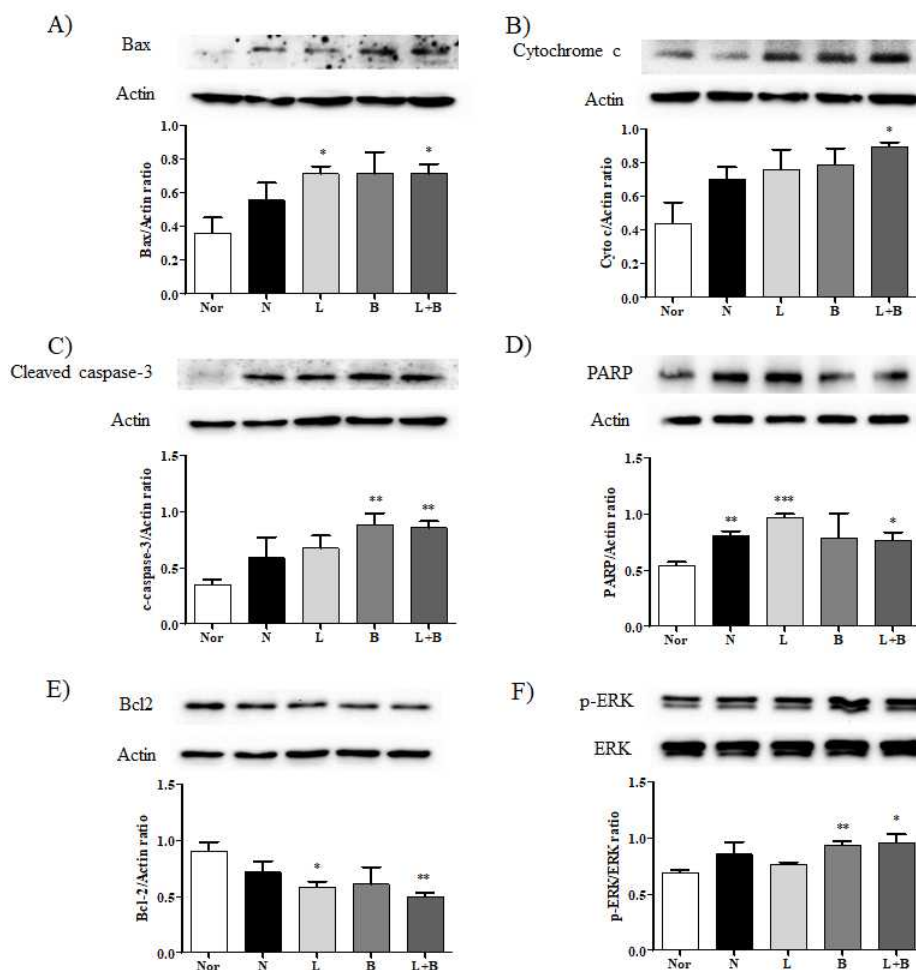 A)
Bax
Actin
Bax/Actin ratio
1.0
0.8
0.6
0.4
0.2
0.0
* *
Nor N L B L+B
B)
Cytochrome c
Actin
Cyto c/Actin ratio
1.0
0.8
0.6
0.4
0.2
0.0
*
Nor N L B L+B
C)
Cleaved caspase-3
Actin
c-caspase-3/Actin ratio
1.5
1.0
0.5
0.0
** **
Nor N L B L+B
D)
PARP
Actin
PARP/Actin ratio
1.5
1.0
0.5
0.0
** *** *
Nor N L B L+B
E)
Bcl2
Actin
Bcl-2/Actin ratio
1.5
1.0
0.5
0.0
* **
Nor N L B L+B
F)
p-ERK
ERK
p-ERK/ERK ratio
1.5
1.0
0.5
0.0
** *
Nor N L B L+B